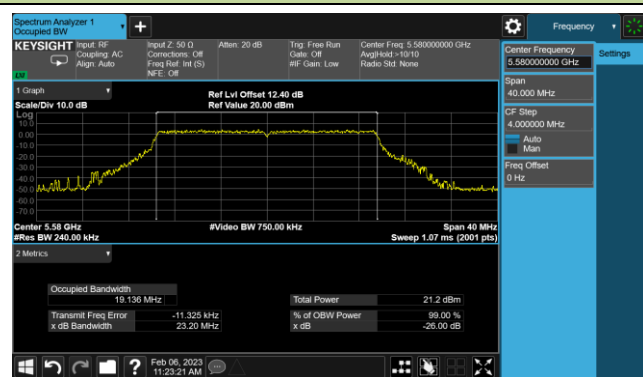 Spectrum Analyzer 1
Occupied BW
Frequency
KEYSIGHT
Input: RF
Coupling: AC
Align: Auto
Input Z: 50 Ω
Corrections: Off
Freq Ref: Int (S)
NFE: Off
Atten: 20 dB
Trig: Free Run
Gate: Off
#IF Gain: Low
Center Freq: 5.580000000 GHz
Avg|Hold:>10/10
Radio Std: None
LW
Center Frequency
5.580000000 GHz
Settings
Span
40.000 MHz
CF Step
4.000000 MHz
Auto
Man
Freq Offset
0 Hz
1 Graph
Scale/Div 10.0 dB
Ref Lvl Offset 12.40 dB
Ref Value 20.00 dBm
Log
10.0
0.00
-10.0
-20.0
-30.0
-40.0
-50.0
-60.0
-70.0
Center 5.58 GHz
#Video BW 750.00 kHz
Span 40 MHz
#Res BW 240.00 kHz
Sweep 1.07 ms (2001 pts)
2 Metrics
Occupied Bandwidth
19.136 MHz
Total Power 21.2 dBm
Transmit Freq Error -11.325 kHz
% of OBW Power 99.00 %
x dB Bandwidth 23.20 MHz
x dB -26.00 dB
?
Feb 06, 2023
11:23:21 AM